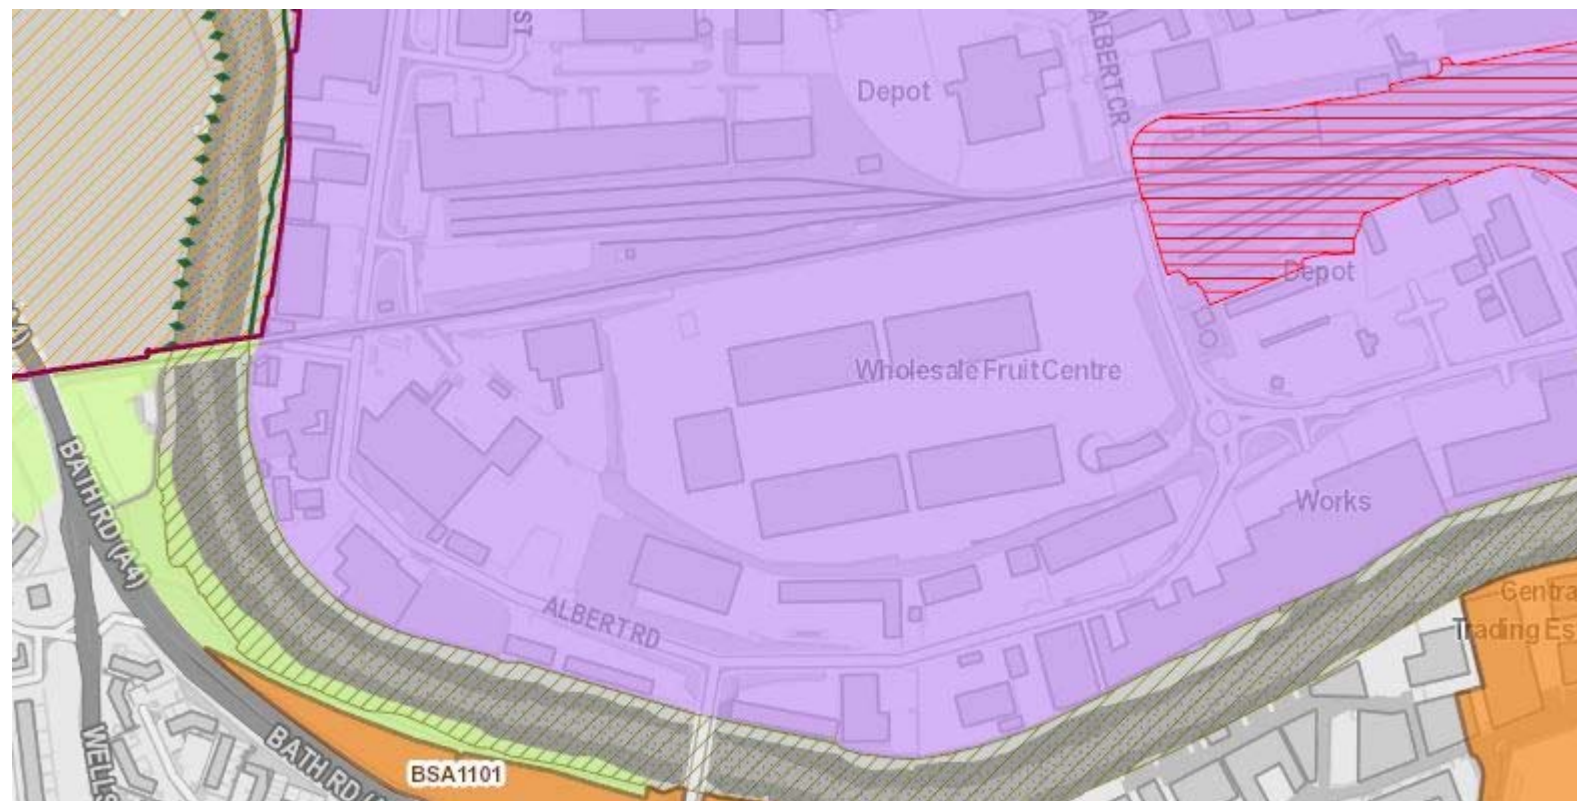 ST
ALBERT CR
Depot
Depot
Wholesale Fruit Centre
BATH RD (A4)
Works
ALBERT RD
Trading Es
WELLS
BATH RD (A
BSA1101